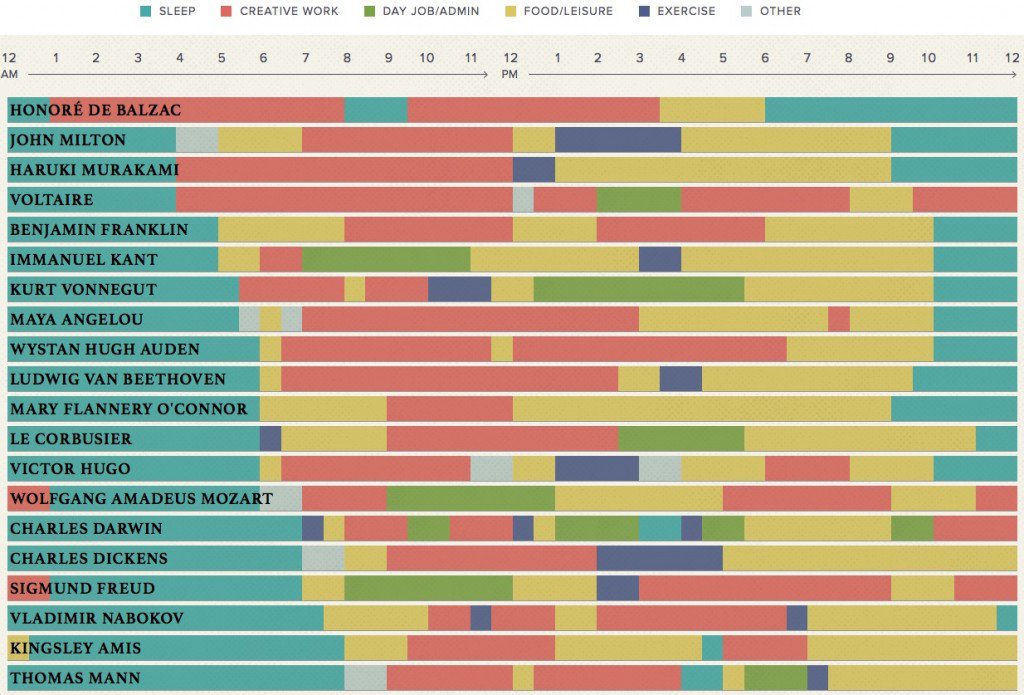 SLEEP CREATIVE WORK DAY JOB/ADMIN FOOD/LEISURE EXERCISE OTHER
12 1 2 3 4 5 6 7 8 9 10 11 12 1 2 3 4 5 6 7 8 9 10 11 12
AM PM
HONORÉ DE BALZAC
JOHN MILTON
HARUKI MURAKAMI
VOLTAIRE
BENJAMIN FRANKLIN
IMMANUEL KANT
KURT VONNEGUT
MAYA ANGELOU
WYSTAN HUGH AUDEN
LUDWIG VAN BEETHOVEN
MARY FLANNERY O'CONNOR
LE CORBUSIER
VICTOR HUGO
WOLFGANG AMADEUS MOZART
CHARLES DARWIN
CHARLES DICKENS
SIGMUND FREUD
VLADIMIR NABOKOV
KINGSLEY AMIS
THOMAS MANN